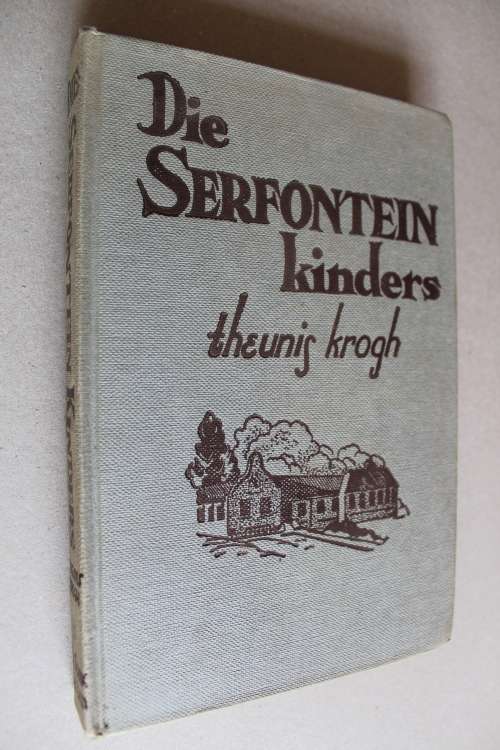 Die
SERFONTEIN
kinders
theunis krogh